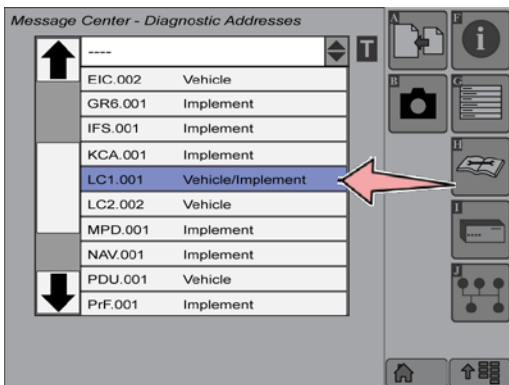 Message Center - Diagnostic Addresses
----
T
EIC.002 Vehicle
GR6.001 Implement
IFS.001 Implement
KCA.001 Implement
LC1.001 Vehicle/Implement
LC2.002 Vehicle
MPD.001 Implement
NAV.001 Implement
PDU.001 Vehicle
PrF.001 Implement
A
F
i
B
G
H
I
J